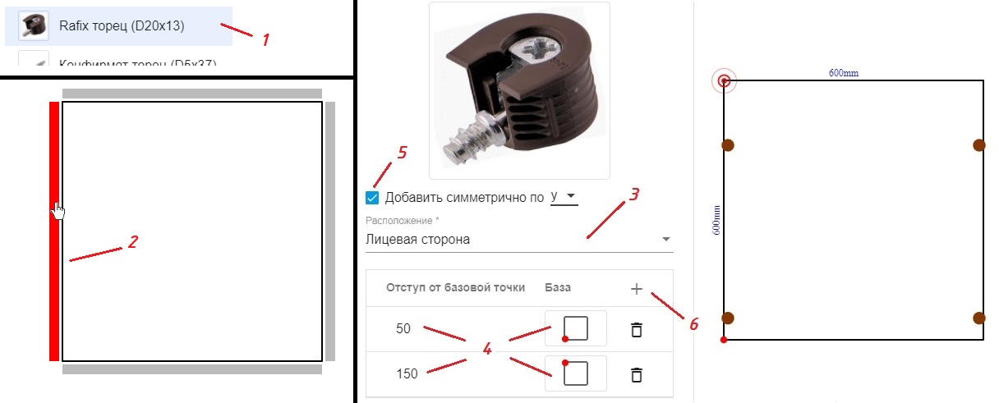 Rafix торец (D20x13)
1
Конфирмат торец (D5x37)
2
5
Добавить симметрично по y
3
Расположение *
Лицевая сторона
Отступ от базовой точки База +
6
50
4
150
600mm
600mm